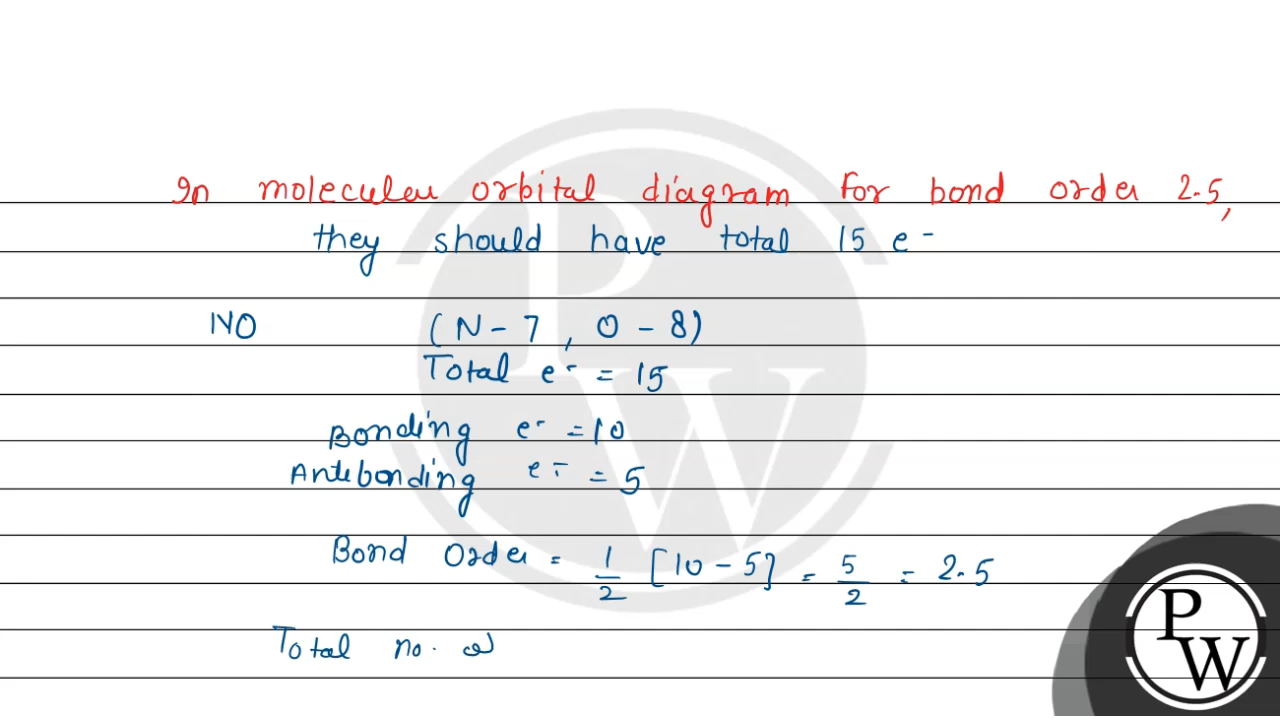 In molecular orbital diagram for bond order 2.5,
they should have total 15 e⁻
NO (N - 7, O - 8)
Total e⁻ = 15
Bonding e⁻ = 10
Antibonding e⁻ = 5
Bond Order = 1/2 [10 - 5] = 5/2 = 2.5
Total no.
PW